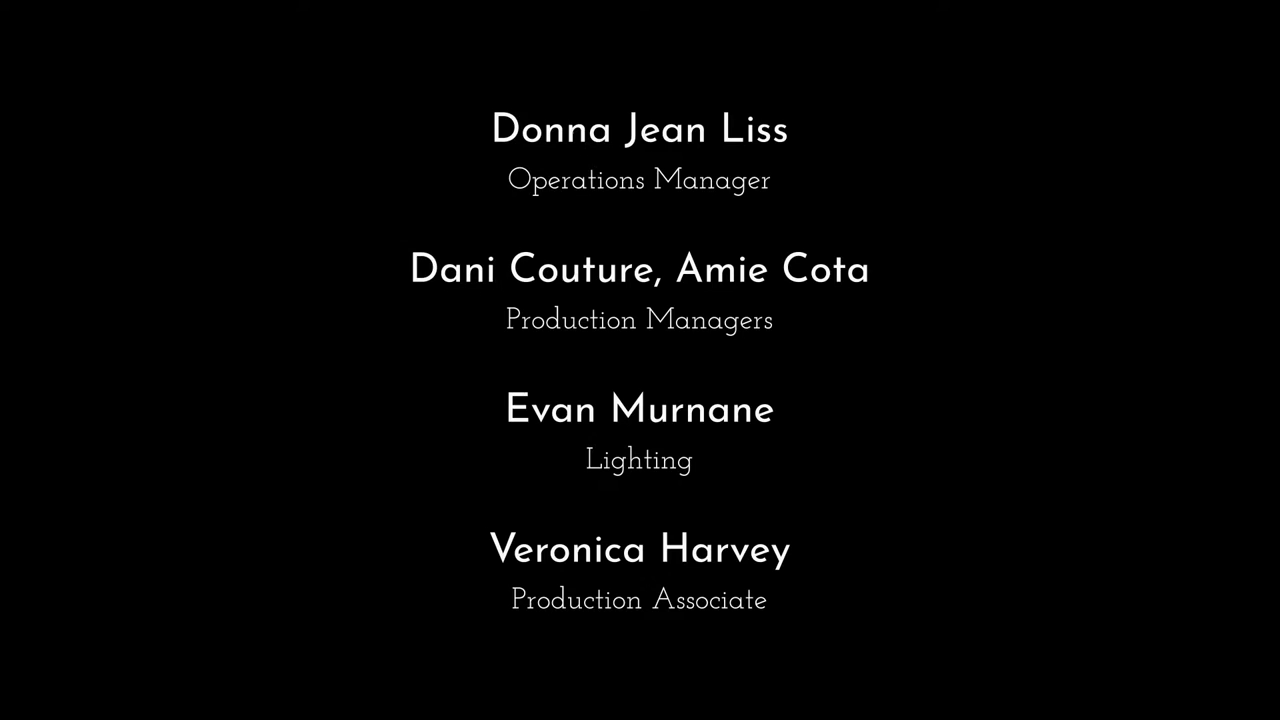 Donna Jean Liss
Operations Manager
Dani Couture, Amie Cota
Production Managers
Evan Murnane
Lighting
Veronica Harvey
Production Associate